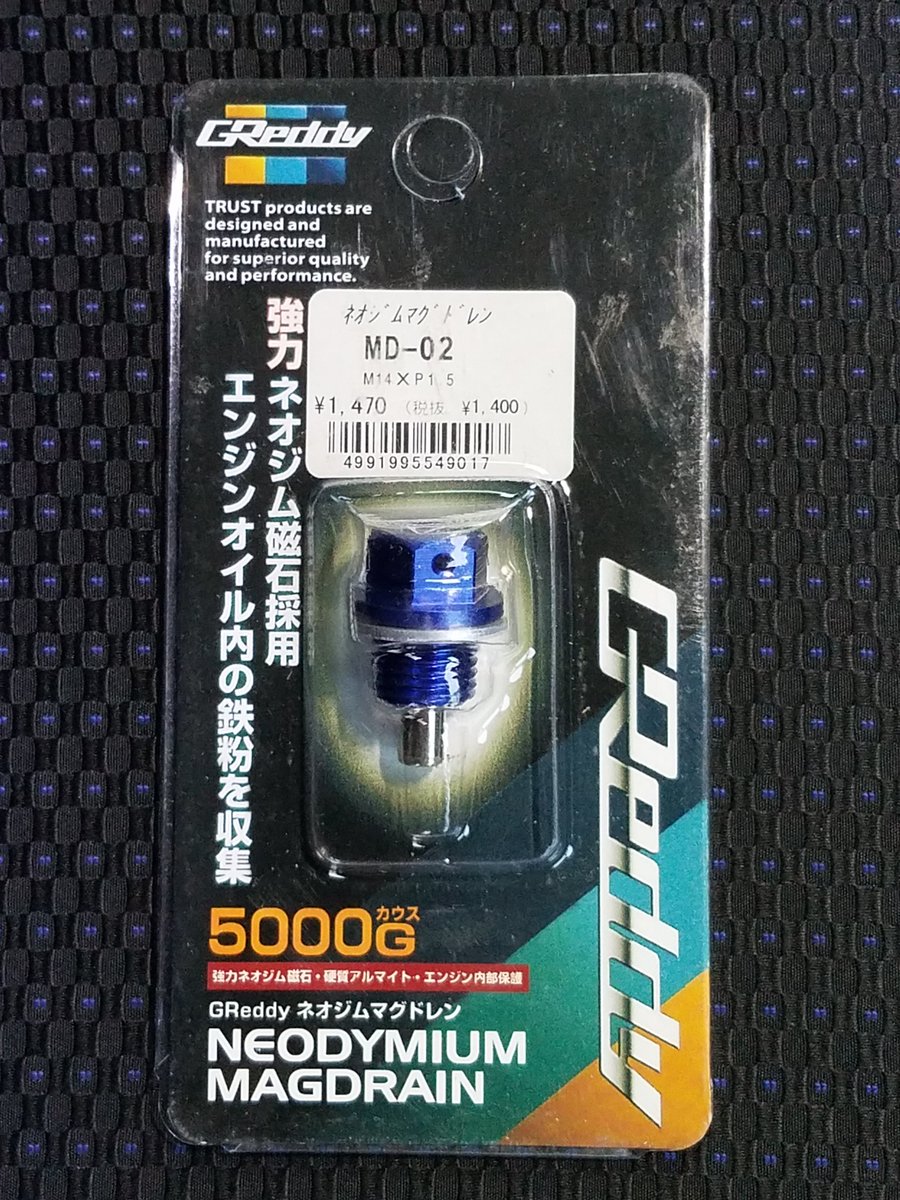 GReddy
TRUST products are
designed and
manufactured
for superior quality
and performance.
ネオジムマグドレン
MD-02
M14×P1.5
¥1,470 (税抜 ¥1,400)
4991995549017
強力ネオジム磁石採用
エンジンオイル内の鉄粉を収集
GReddy
ガウス
5000G
強力ネオジム磁石・硬質アルマイト・エンジン内部保護
GReddy ネオジムマグドレン
NEODYMIUM
MAGDRAIN